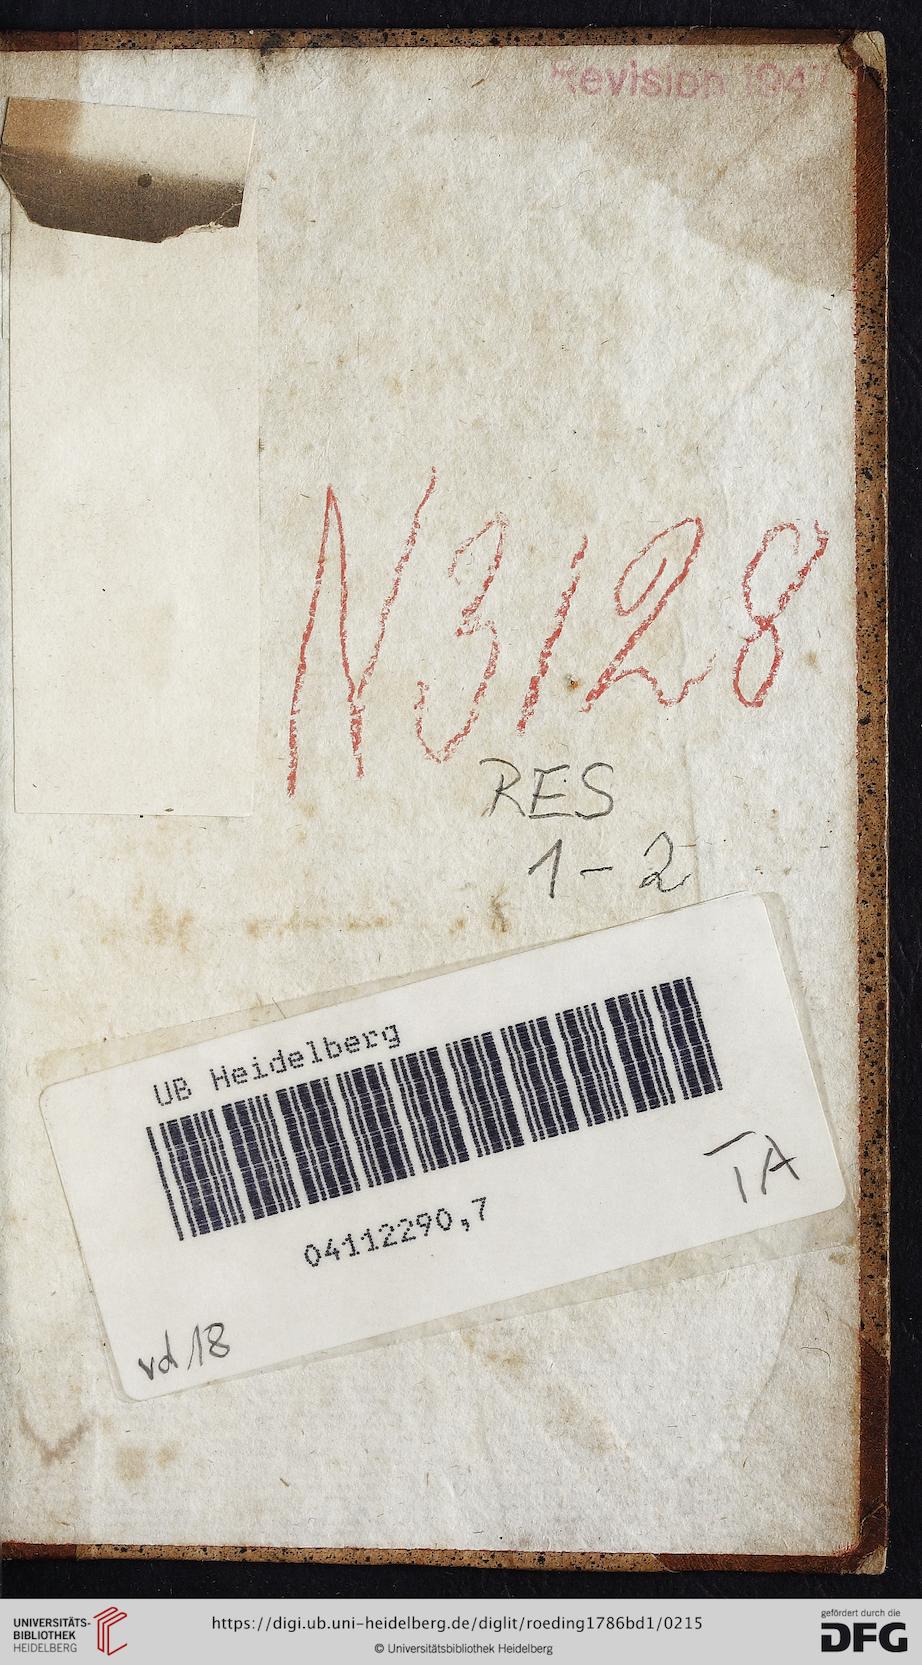 Revision 1947
N3128
RES
1-2
UB Heidelberg
04112290,7
TA
vd18
UNIVERSITÄTS-
BIBLIOTHEK
HEIDELBERG
https://digi.ub.uni-heidelberg.de/diglit/roeding1786bd1/0215
© Universitätsbibliothek Heidelberg
gefördert durch die
DFG